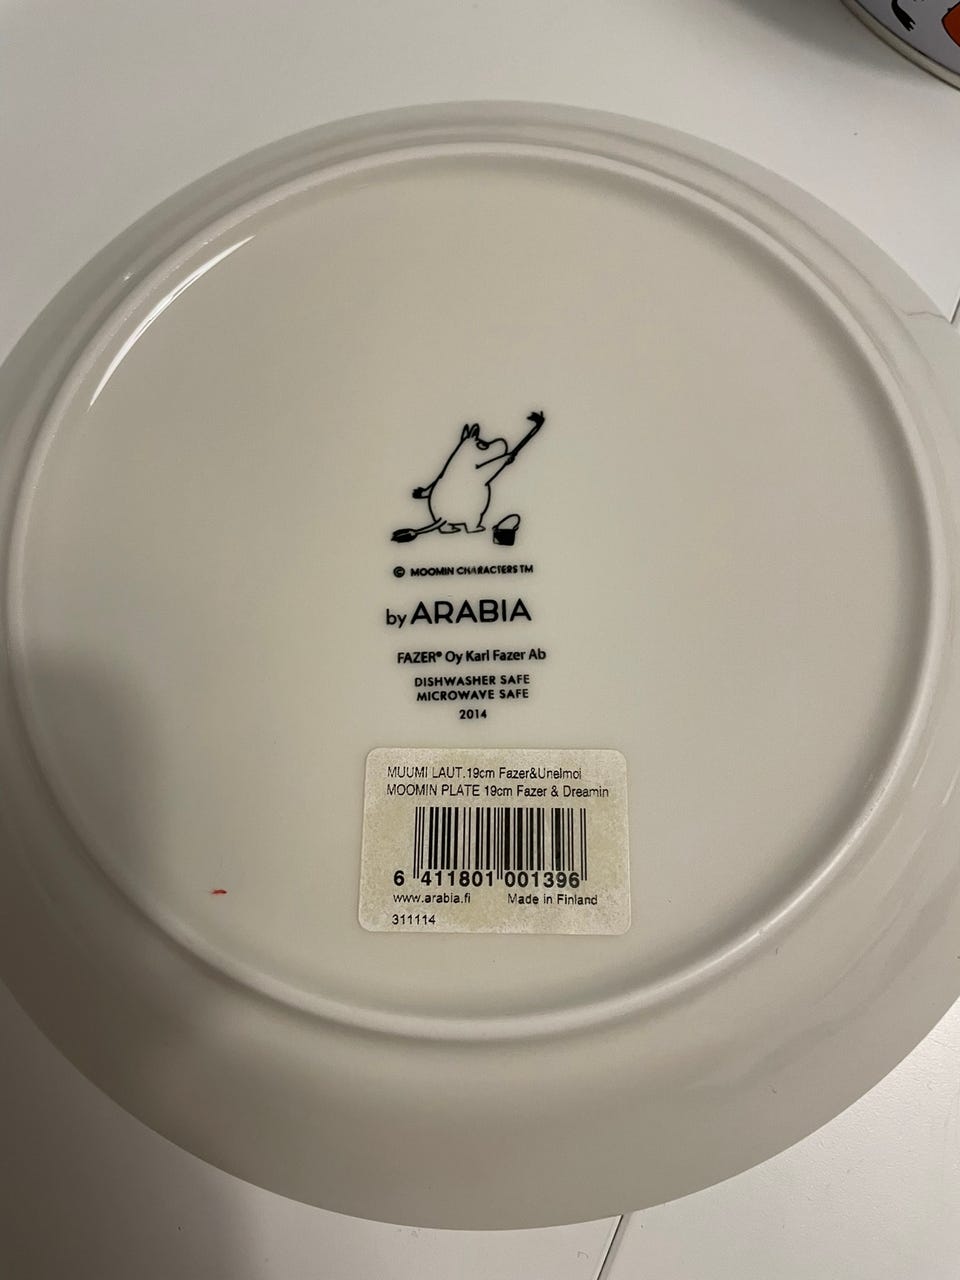 © MOOMIN CHARACTERS TM
by ARABIA
FAZER® Oy Karl Fazer Ab
DISHWASHER SAFE
MICROWAVE SAFE
2014
MUUMI LAUT.19cm Fazer&Unelmoi
MOOMIN PLATE 19cm Fazer & Dreamin
6 411801 001396
www.arabia.fi Made in Finland
311114